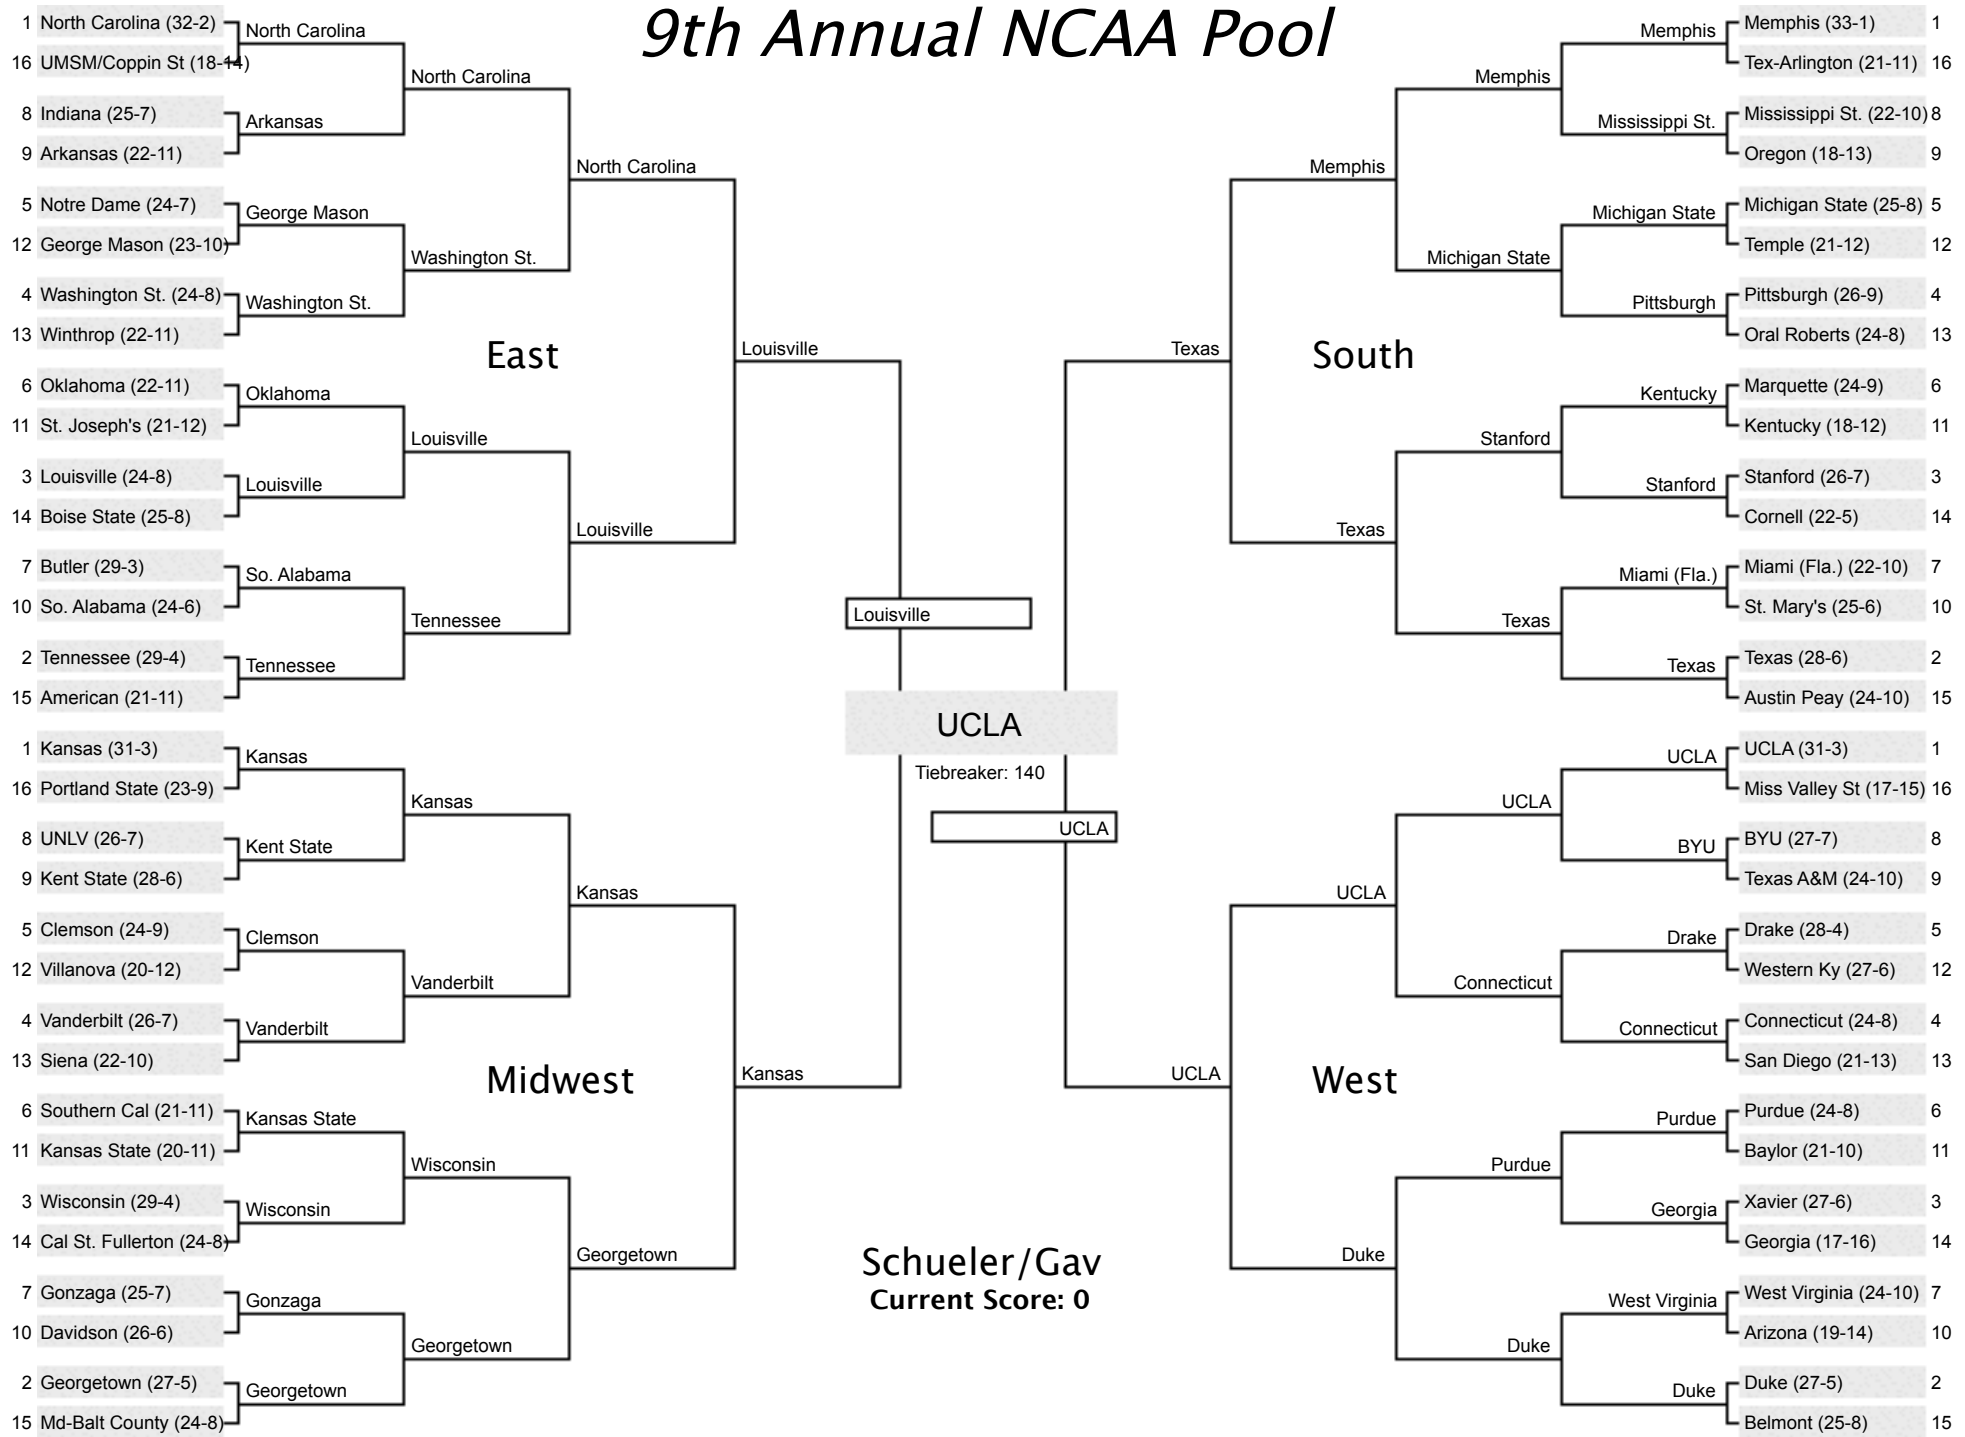 9th Annual NCAA Pool
1 North Carolina (32-2)
16 UMSM/Coppin St (18-14)
8 Indiana (25-7)
9 Arkansas (22-11)
5 Notre Dame (24-7)
12 George Mason (23-10)
4 Washington St. (24-8)
13 Winthrop (22-11)
6 Oklahoma (22-11)
11 St. Joseph's (21-12)
3 Louisville (24-8)
14 Boise State (25-8)
7 Butler (29-3)
10 So. Alabama (24-6)
2 Tennessee (29-4)
15 American (21-11)
North Carolina
Arkansas
George Mason
Washington St.
Oklahoma
Louisville
So. Alabama
Tennessee
North Carolina
Washington St.
Louisville
Tennessee
North Carolina
Louisville
East
Louisville
1 Kansas (31-3)
16 Portland State (23-9)
8 UNLV (26-7)
9 Kent State (28-6)
5 Clemson (24-9)
12 Villanova (20-12)
4 Vanderbilt (26-7)
13 Siena (22-10)
6 Southern Cal (21-11)
11 Kansas State (20-11)
3 Wisconsin (29-4)
14 Cal St. Fullerton (24-8)
7 Gonzaga (25-7)
10 Davidson (26-6)
2 Georgetown (27-5)
15 Md-Balt County (24-8)
Kansas
Kent State
Clemson
Vanderbilt
Kansas State
Wisconsin
Gonzaga
Georgetown
Kansas
Vanderbilt
Wisconsin
Georgetown
Kansas
Georgetown
Midwest
Kansas
Louisville
UCLA
Tiebreaker: 140
UCLA
Schueler/Gav
Current Score: 0
Memphis (33-1) 1
Tex-Arlington (21-11) 16
Mississippi St. (22-10) 8
Oregon (18-13) 9
Michigan State (25-8) 5
Temple (21-12) 12
Pittsburgh (26-9) 4
Oral Roberts (24-8) 13
Marquette (24-9) 6
Kentucky (18-12) 11
Stanford (26-7) 3
Cornell (22-5) 14
Miami (Fla.) (22-10) 7
St. Mary's (25-6) 10
Texas (28-6) 2
Austin Peay (24-10) 15
Memphis
Mississippi St.
Michigan State
Pittsburgh
Kentucky
Stanford
Miami (Fla.)
Texas
Memphis
Michigan State
Stanford
Texas
Memphis
Texas
South
Texas
UCLA (31-3) 1
Miss Valley St (17-15) 16
BYU (27-7) 8
Texas A&M (24-10) 9
Drake (28-4) 5
Western Ky (27-6) 12
Connecticut (24-8) 4
San Diego (21-13) 13
Purdue (24-8) 6
Baylor (21-10) 11
Xavier (27-6) 3
Georgia (17-16) 14
West Virginia (24-10) 7
Arizona (19-14) 10
Duke (27-5) 2
Belmont (25-8) 15
UCLA
BYU
Drake
Connecticut
Purdue
Georgia
West Virginia
Duke
UCLA
Connecticut
Purdue
Duke
UCLA
Duke
West
UCLA